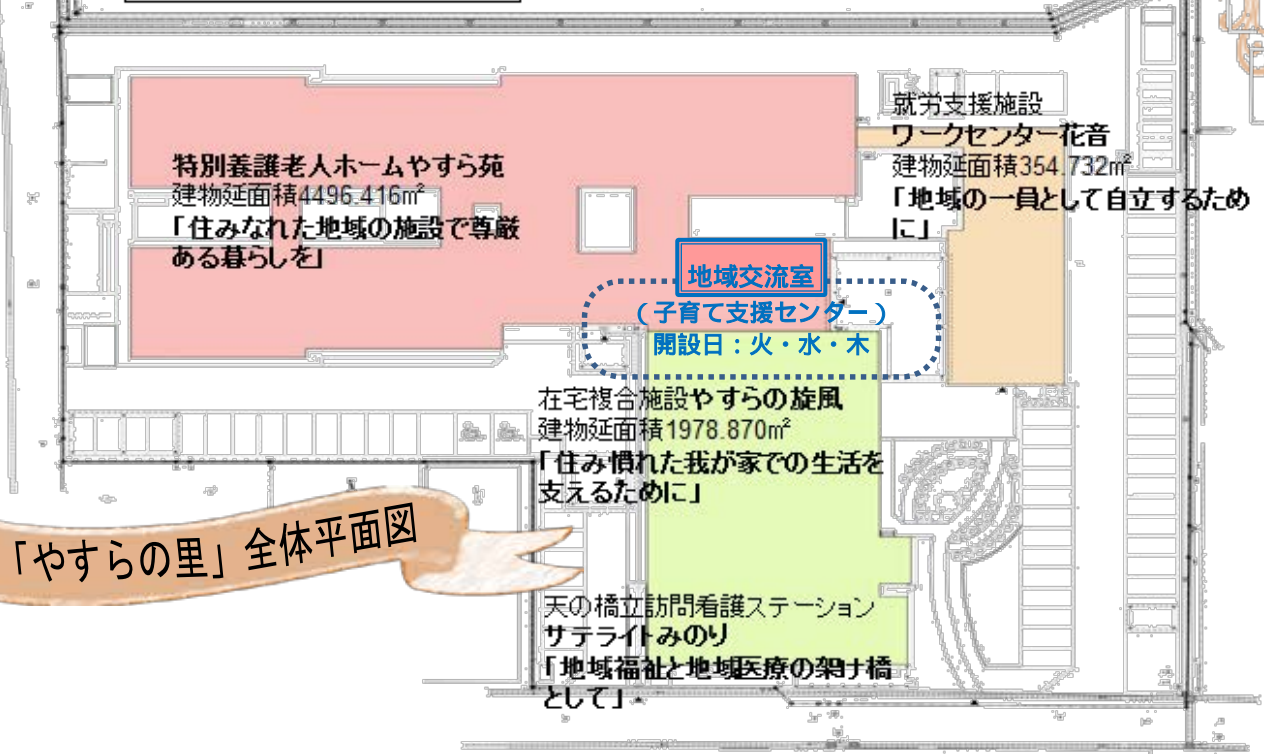 特別養護老人ホームやすら苑
建物延面積4496.416㎡
「住みなれた地域の施設で尊厳
ある暮らしを」
就労支援施設
ワークセンター花音
建物延面積354.732㎡
「地域の一員として自立するため
に」
地域交流室
(子育て支援センター)
開設日：火・水・木
在宅複合施設やすらの旋風
建物延面積1978.870㎡
「住み慣れた我が家での生活を
支えるために」
「やすらの里」全体平面図
天の橋立訪問看護ステーション
サテライトみのり
「地域福祉と地域医療の架け橋
として」